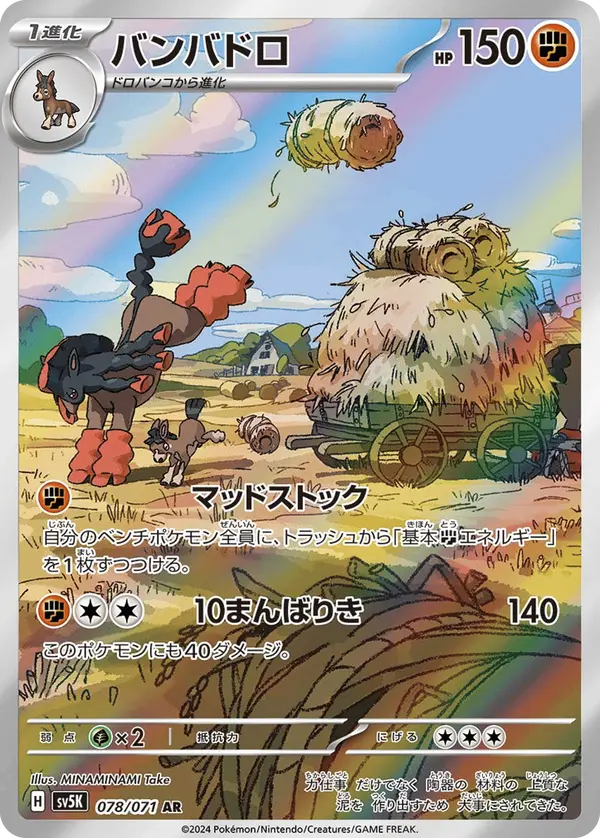 1進化 バンバドロ HP 150
ドロバンコから進化
マッドストック
自分のベンチポケモン全員に、トラッシュから「基本エネルギー」
を1枚ずつつける。
10まんばりき 140
このポケモンにも40ダメージ。
弱点 ×2 抵抗力 にげる
Illus. MINAMINAMI Take
力仕事 だけでなく 陶器の 材料の 上質な
泥を 作り出すため 大事にされてきた。
H sv5K 078/071 AR
©2024 Pokémon/Nintendo/Creatures/GAME FREAK.